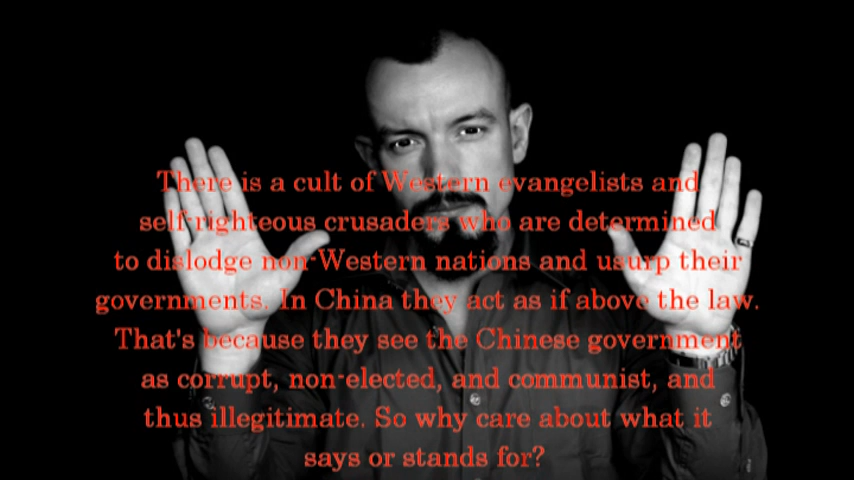 There is a cult of Western evangelists and
self-righteous crusaders who are determined
to dislodge non-Western nations and usurp their
governments. In China they act as if above the law.
That's because they see the Chinese government
as corrupt, non-elected, and communist, and
thus illegitimate. So why care about what it
says or stands for?